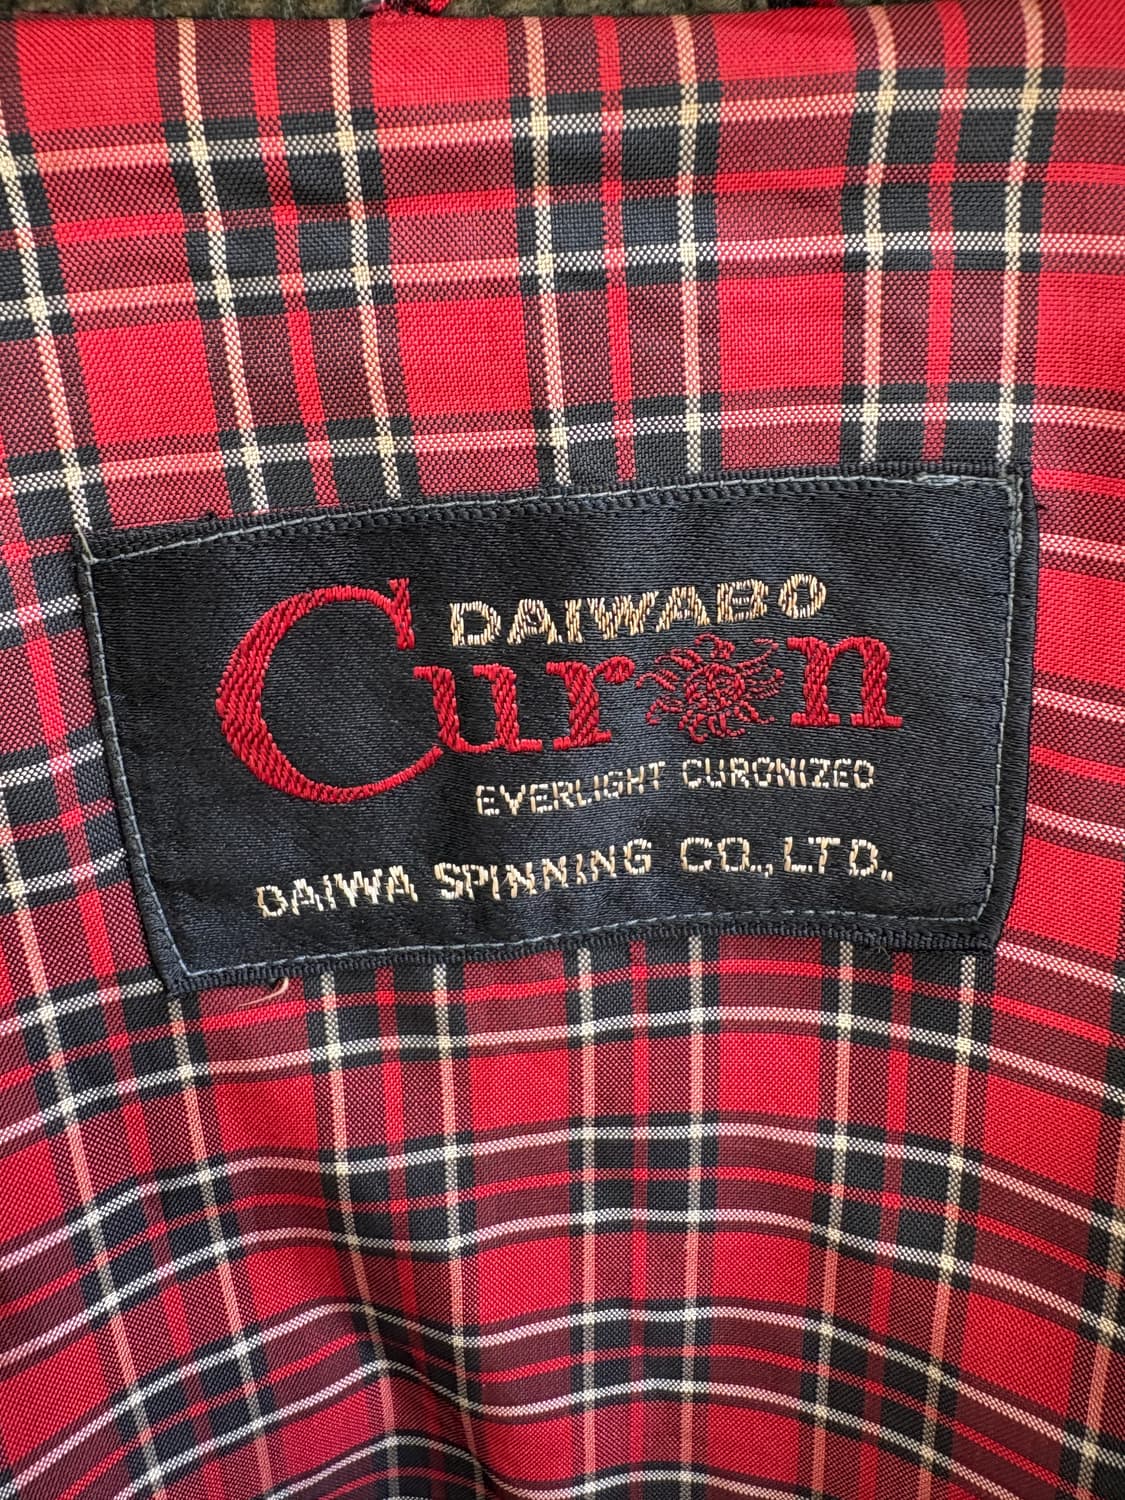 DAIWABO
Curon
EVERLIGHT CURONIZED
DAIWA SPINNING CO., LTD.